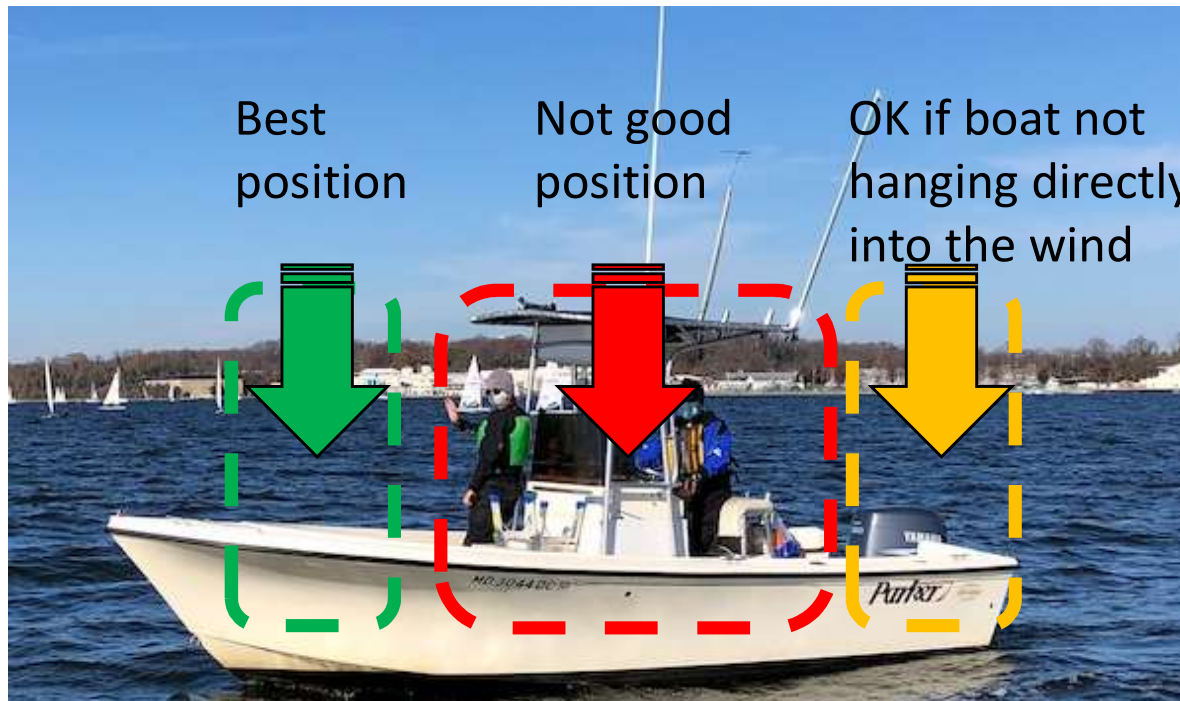 Best
position
Not good
position
OK if boat not
hanging directly
into the wind
YAMAHA
Parker